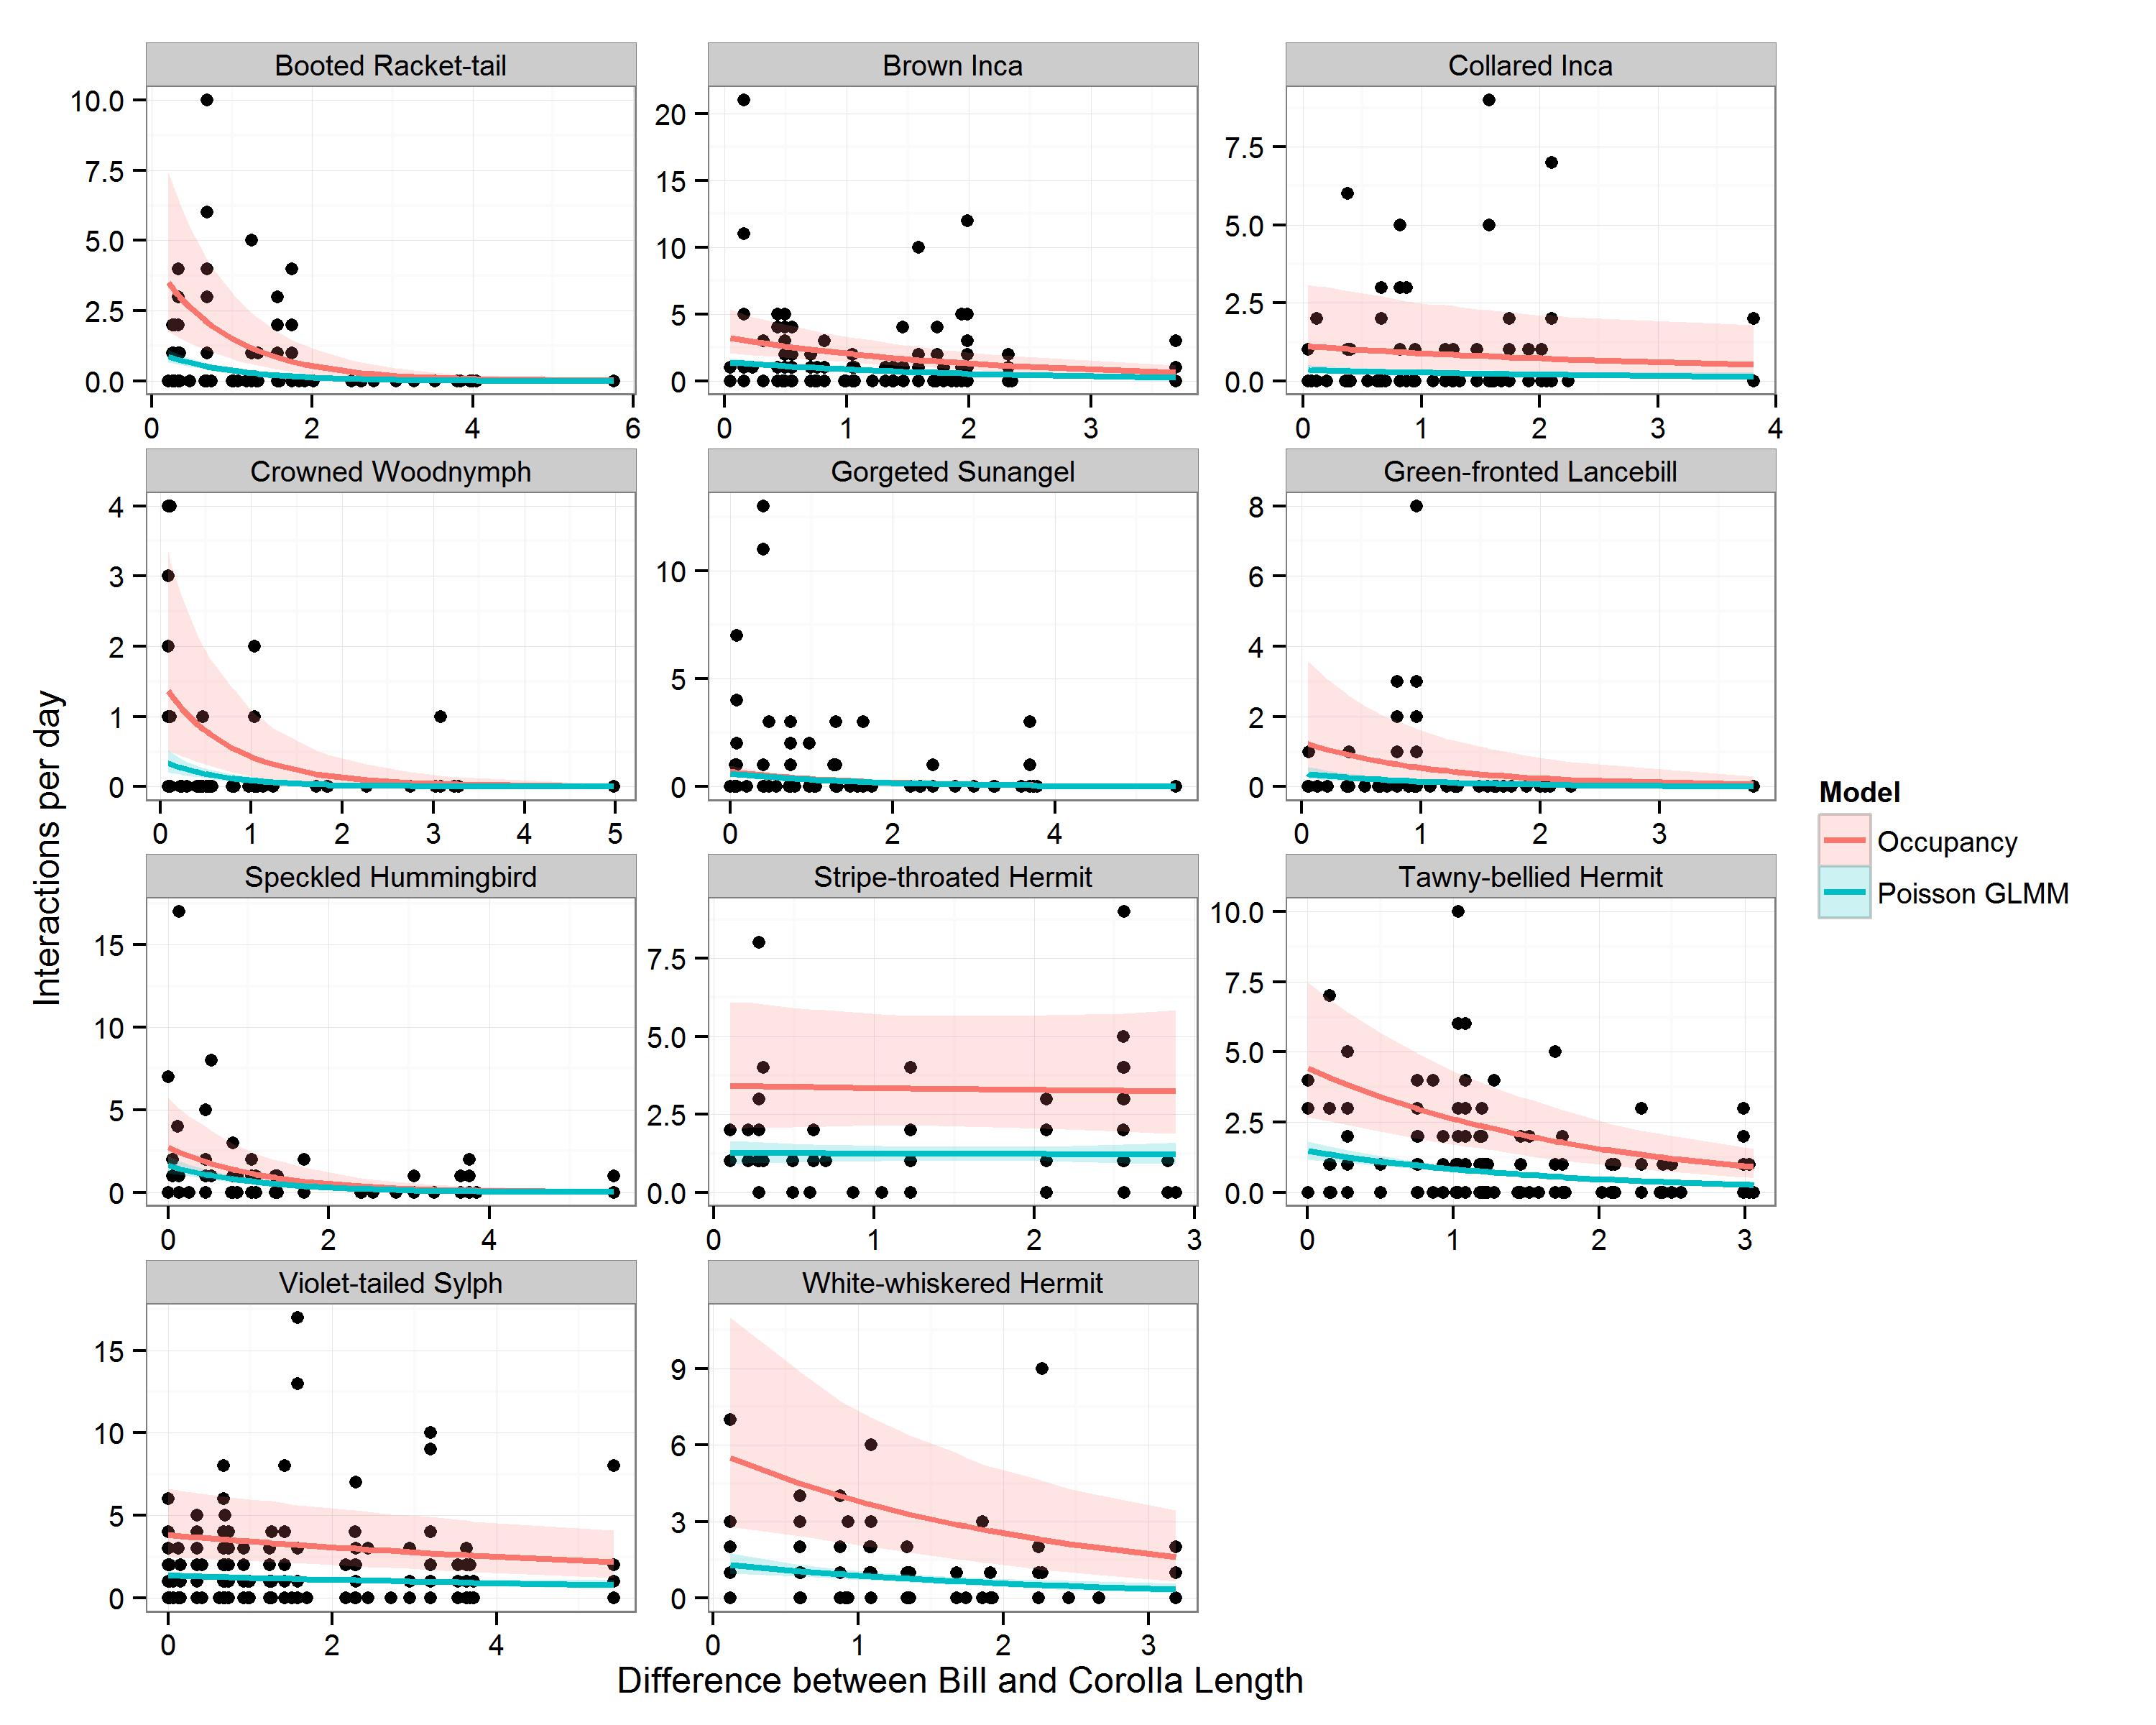 Booted Racket-tail
Brown Inca
Collared Inca
10.0
7.5
5.0
2.5
0.0
20
15
10
5
0
7.5
5.0
2.5
0.0
0 2 4 6
0 1 2 3
0 1 2 3 4
Crowned Woodnymph
Gorgeted Sunangel
Green-fronted Lancebill
4
3
2
1
0
10
5
0
8
6
4
2
0
0 1 2 3 4 5
0 2 4
0 1 2 3
Speckled Hummingbird
Stripe-throated Hermit
Tawny-bellied Hermit
15
10
5
0
7.5
5.0
2.5
0.0
10.0
7.5
5.0
2.5
0.0
0 2 4
0 1 2 3
0 1 2 3
Violet-tailed Sylph
White-whiskered Hermit
15
10
5
0
9
6
3
0
0 2 4
0 1 2 3
Interactions per day
Difference between Bill and Corolla Length
Model
Occupancy
Poisson GLMM